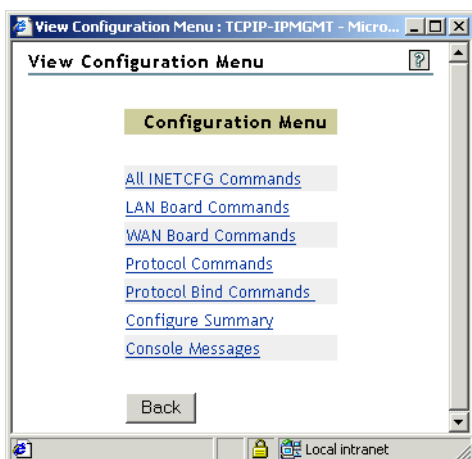 View Configuration Menu : TCPIP-IPMGMT - Micro...
View Configuration Menu
?
Configuration Menu
All INETCFG Commands
LAN Board Commands
WAN Board Commands
Protocol Commands
Protocol Bind Commands
Configure Summary
Console Messages
Back
Local intranet